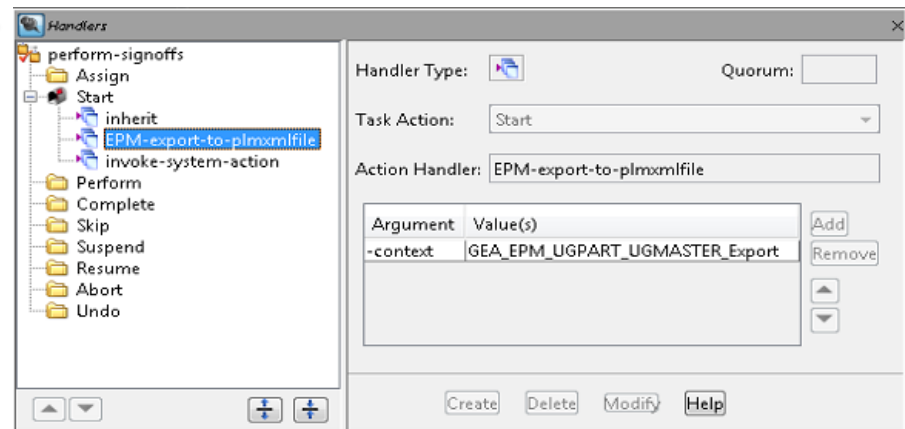 Handlers
perform-signoffs
Assign
Start
inherit
EPM-export-to-plmxmlfile
invoke-system-action
Perform
Complete
Skip
Suspend
Resume
Abort
Undo
Handler Type:
Quorum:
Task Action:
Start
Action Handler:
EPM-export-to-plmxmlfile
Argument Value(s)
-context GEA_EPM_UGPART_UGMASTER_Export
Add
Remove
Create Delete Modify Help